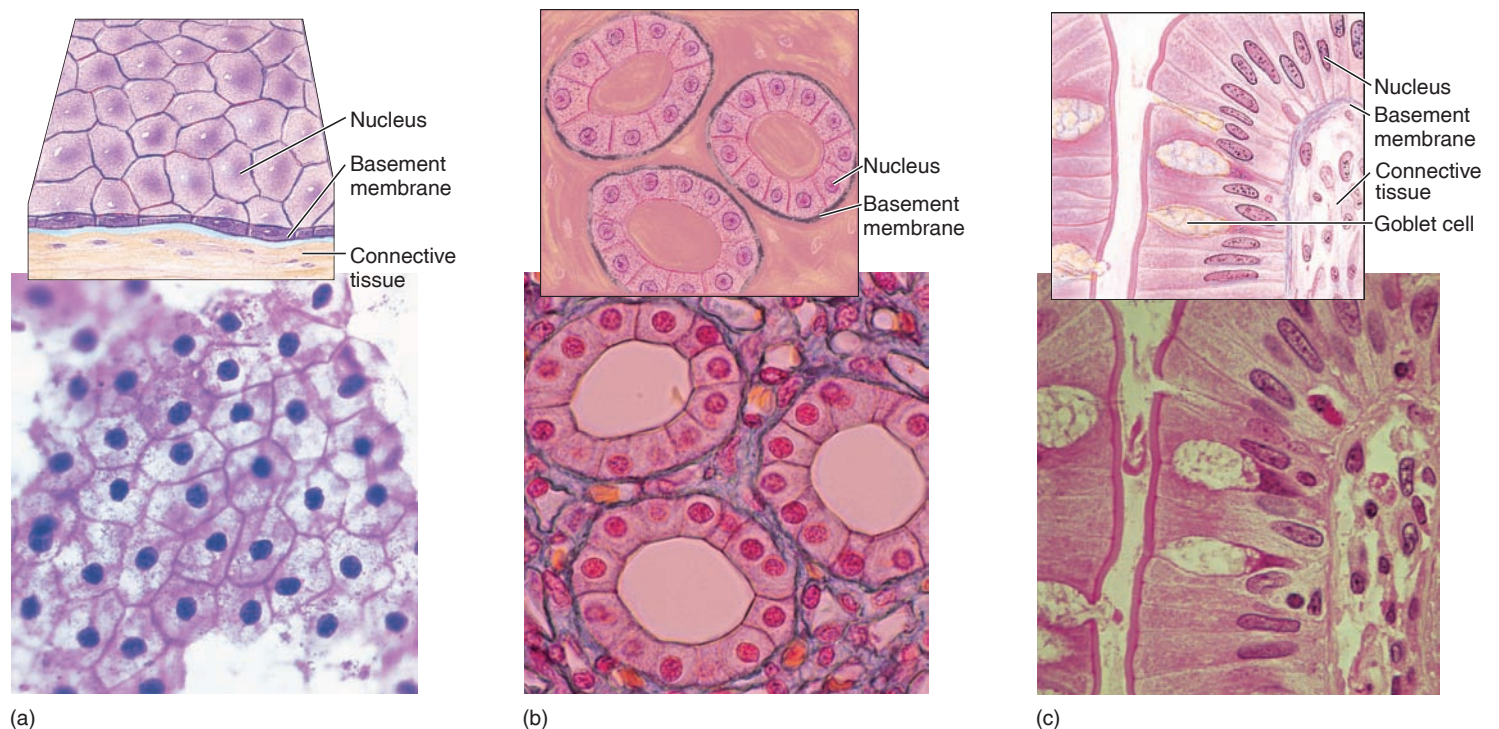 Nucleus
Basement
membrane
Connective
tissue
(a)
Nucleus
Basement
membrane
(b)
Nucleus
Basement
membrane
Connective
tissue
Goblet cell
(c)